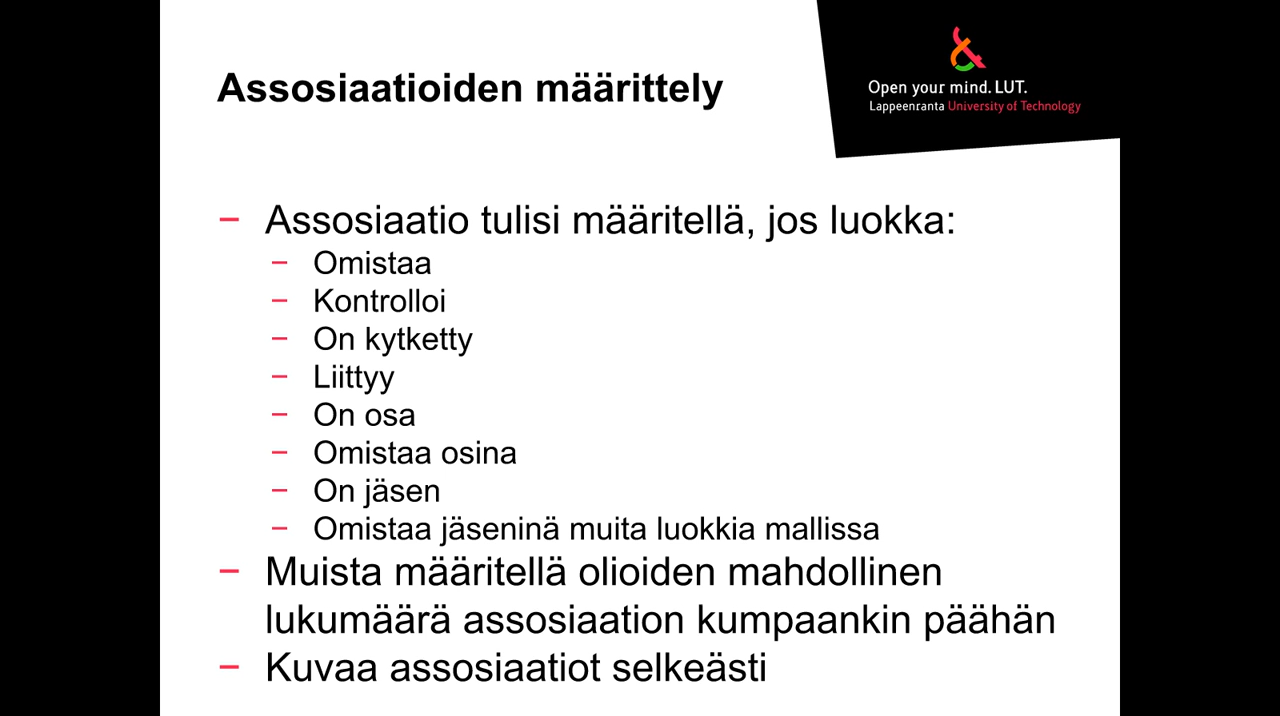 Assosiaatioiden määrittely
Open your mind. LUT.
Lappeenranta University of Technology
− Assosiaatio tulisi määritellä, jos luokka:
− Omistaa
− Kontrolloi
− On kytketty
− Liittyy
− On osa
− Omistaa osina
− On jäsen
− Omistaa jäseninä muita luokkia mallissa
− Muista määritellä olioiden mahdollinen
lukumäärä assosiaation kumpaankin päähän
− Kuvaa assosiaatiot selkeästi